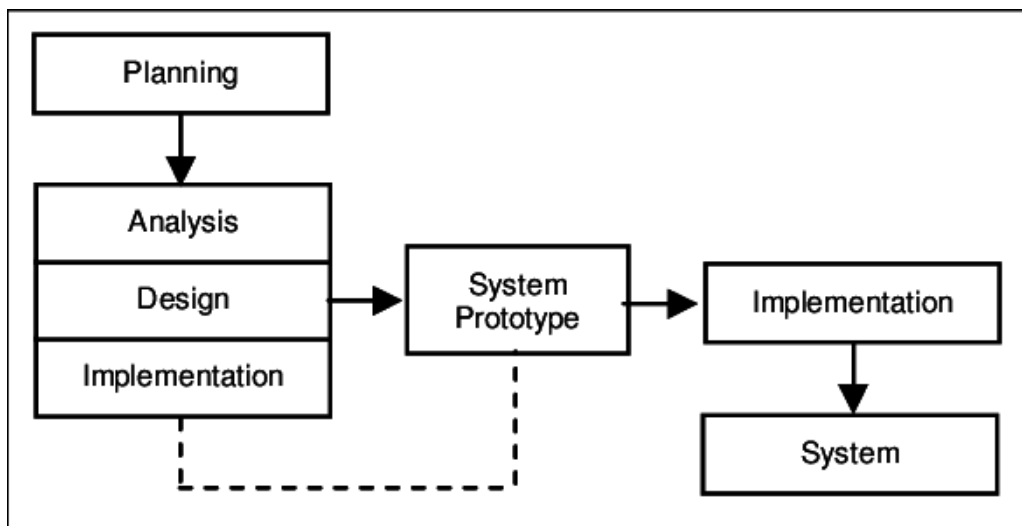 Planning
Analysis
Design
Implementation
System
Prototype
Implementation
System